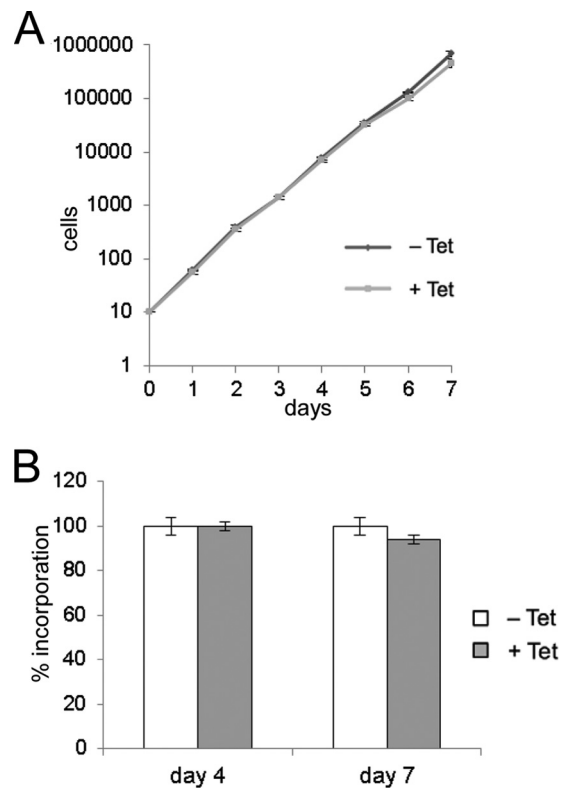 A
1000000
100000
10000
1000
100
10
1
cells
– Tet
+ Tet
0 1 2 3 4 5 6 7
days
B
120
100
80
60
40
20
0
% incorporation
– Tet
+ Tet
day 4 day 7